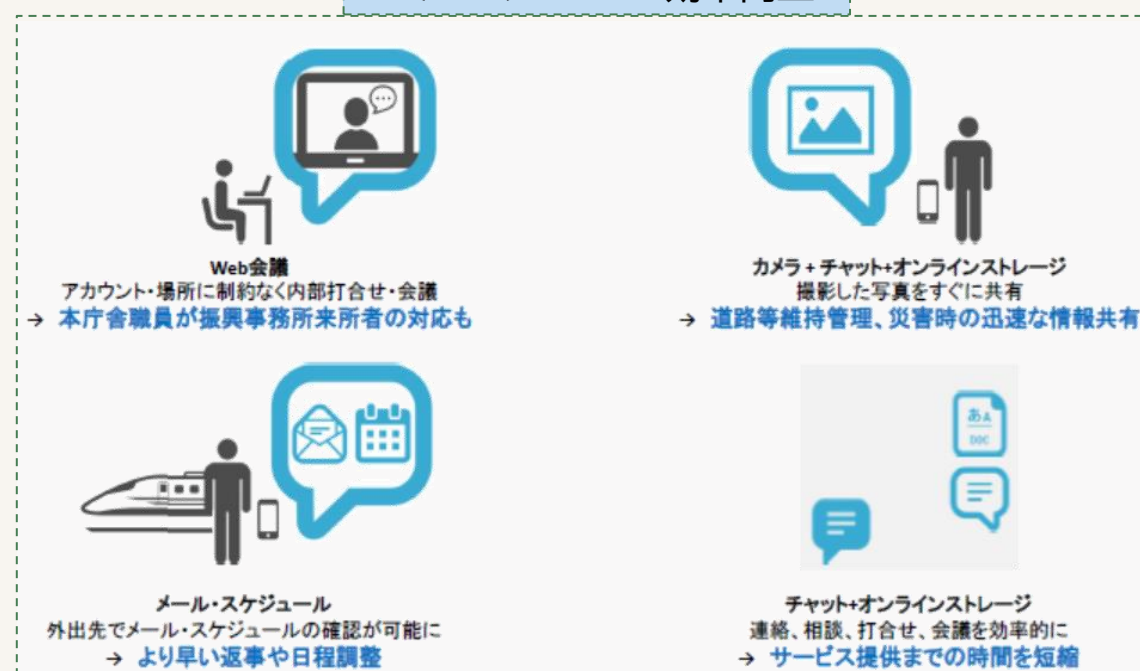 Web会議
アカウント・場所に制約なく内部打合せ・会議
→ 本庁舎職員が振興事務所来所者の対応も
カメラ + チャット+オンラインストレージ
撮影した写真をすぐに共有
→ 道路等維持管理、災害時の迅速な情報共有
メール・スケジュール
外出先でメール・スケジュールの確認が可能に
→ より早い返事や日程調整
あA
DOC
チャット+オンラインストレージ
連絡、相談、打合せ、会議を効率的に
→ サービス提供までの時間を短縮